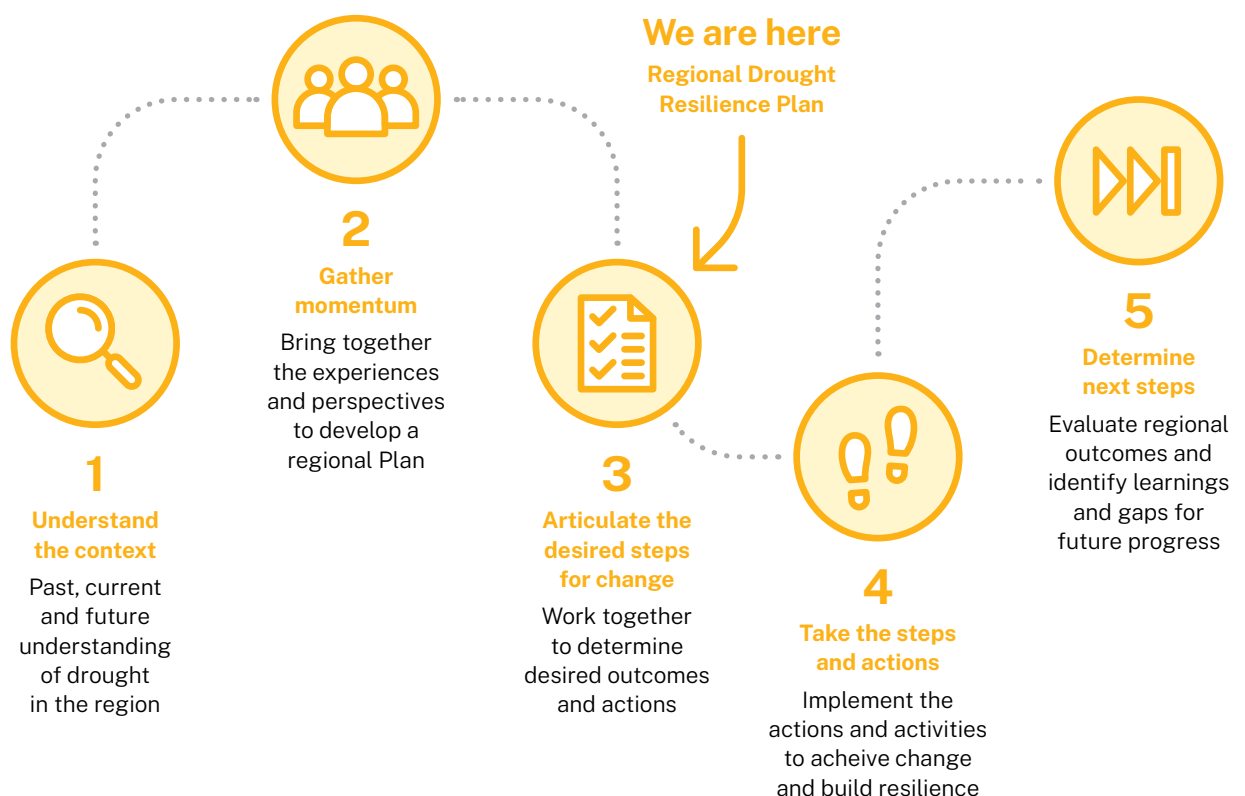 1
Understand
the context
Past, current
and future
understanding
of drought
in the region
2
Gather
momentum
Bring together
the experiences
and perspectives
to develop a
regional Plan
We are here
Regional Drought
Resilience Plan
3
Articulate the
desired steps
for change
Work together
to determine
desired outcomes
and actions
4
Take the steps
and actions
Implement the
actions and activities
to acheive change
and build resilience
5
Determine
next steps
Evaluate regional
outcomes and
identify learnings
and gaps for
future progress